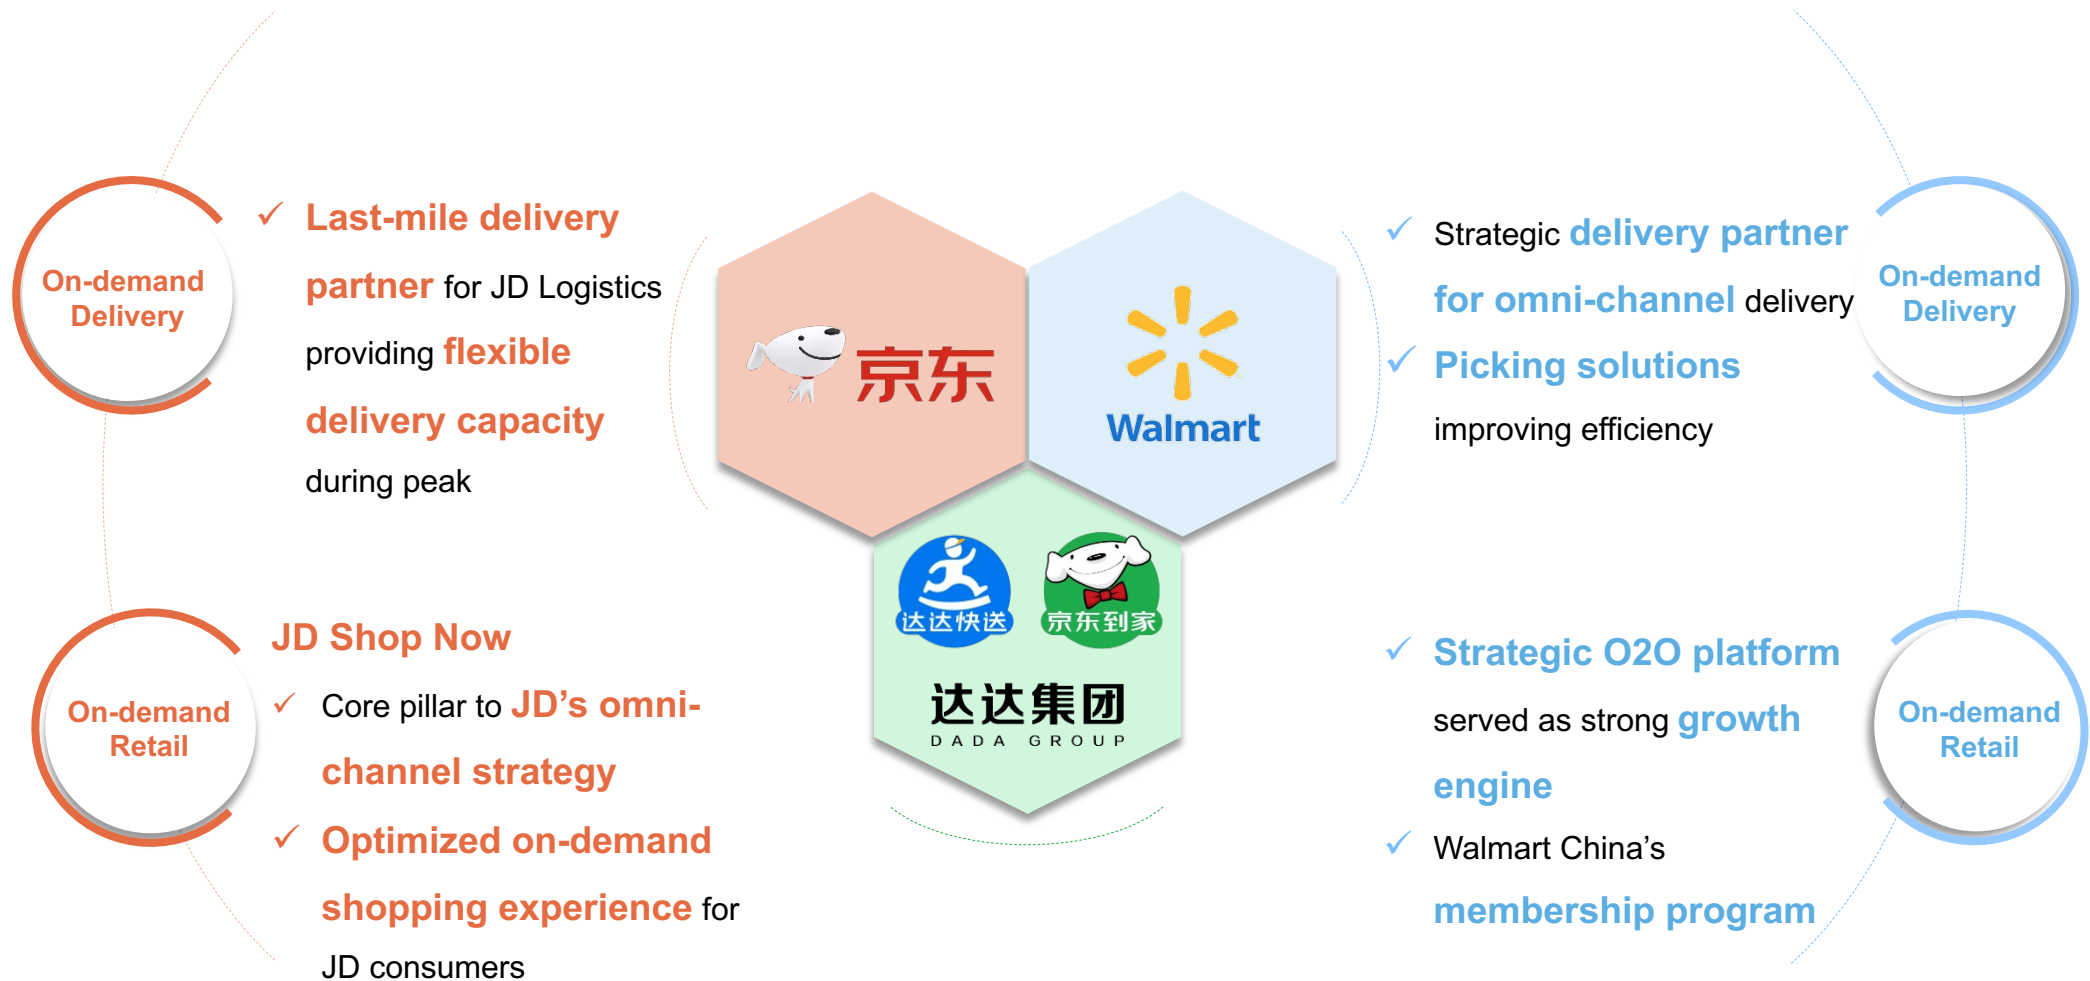 On-demand
Delivery
Last-mile delivery
partner for JD Logistics
providing flexible
delivery capacity
during peak
On-demand
Retail
JD Shop Now
Core pillar to JD’s omni-
channel strategy
Optimized on-demand
shopping experience for
JD consumers
京东
Walmart
达达快送
京东到家
达达集团
DADA GROUP
Strategic delivery partner
for omni-channel delivery
Picking solutions
improving efficiency
On-demand
Delivery
Strategic O2O platform
served as strong growth
engine
Walmart China’s
membership program
On-demand
Retail